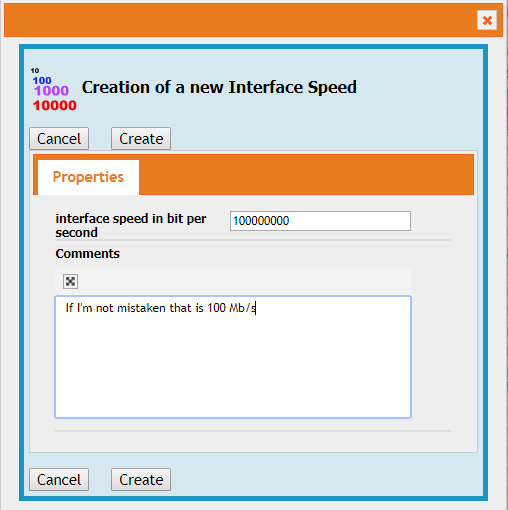 10
100
1000
10000
Creation of a new Interface Speed
Cancel Create
Properties
interface speed in bit per
second
100000000
Comments
If I'm not mistaken that is 100 Mb/s
Cancel Create